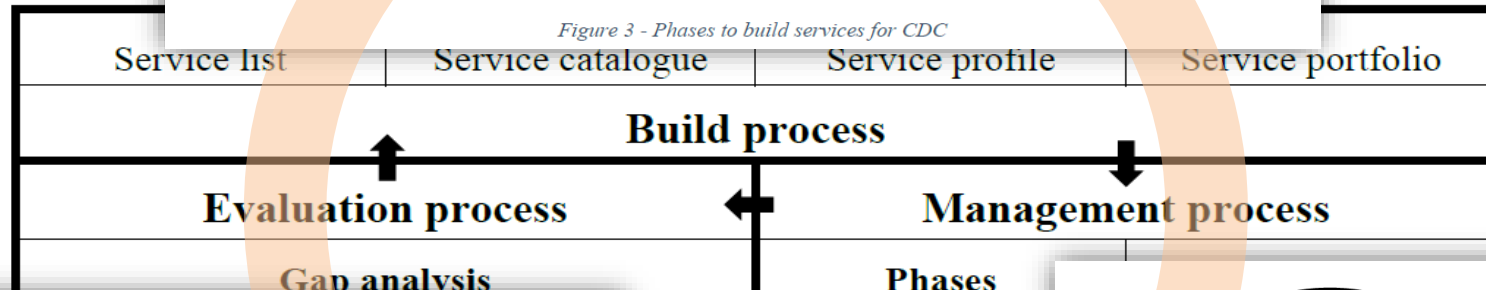 Figure 3 - Phases to build services for CDC
Service list Service catalogue Service profile Service portfolio
Build process
Evaluation process Management process
Gap analysis Phases